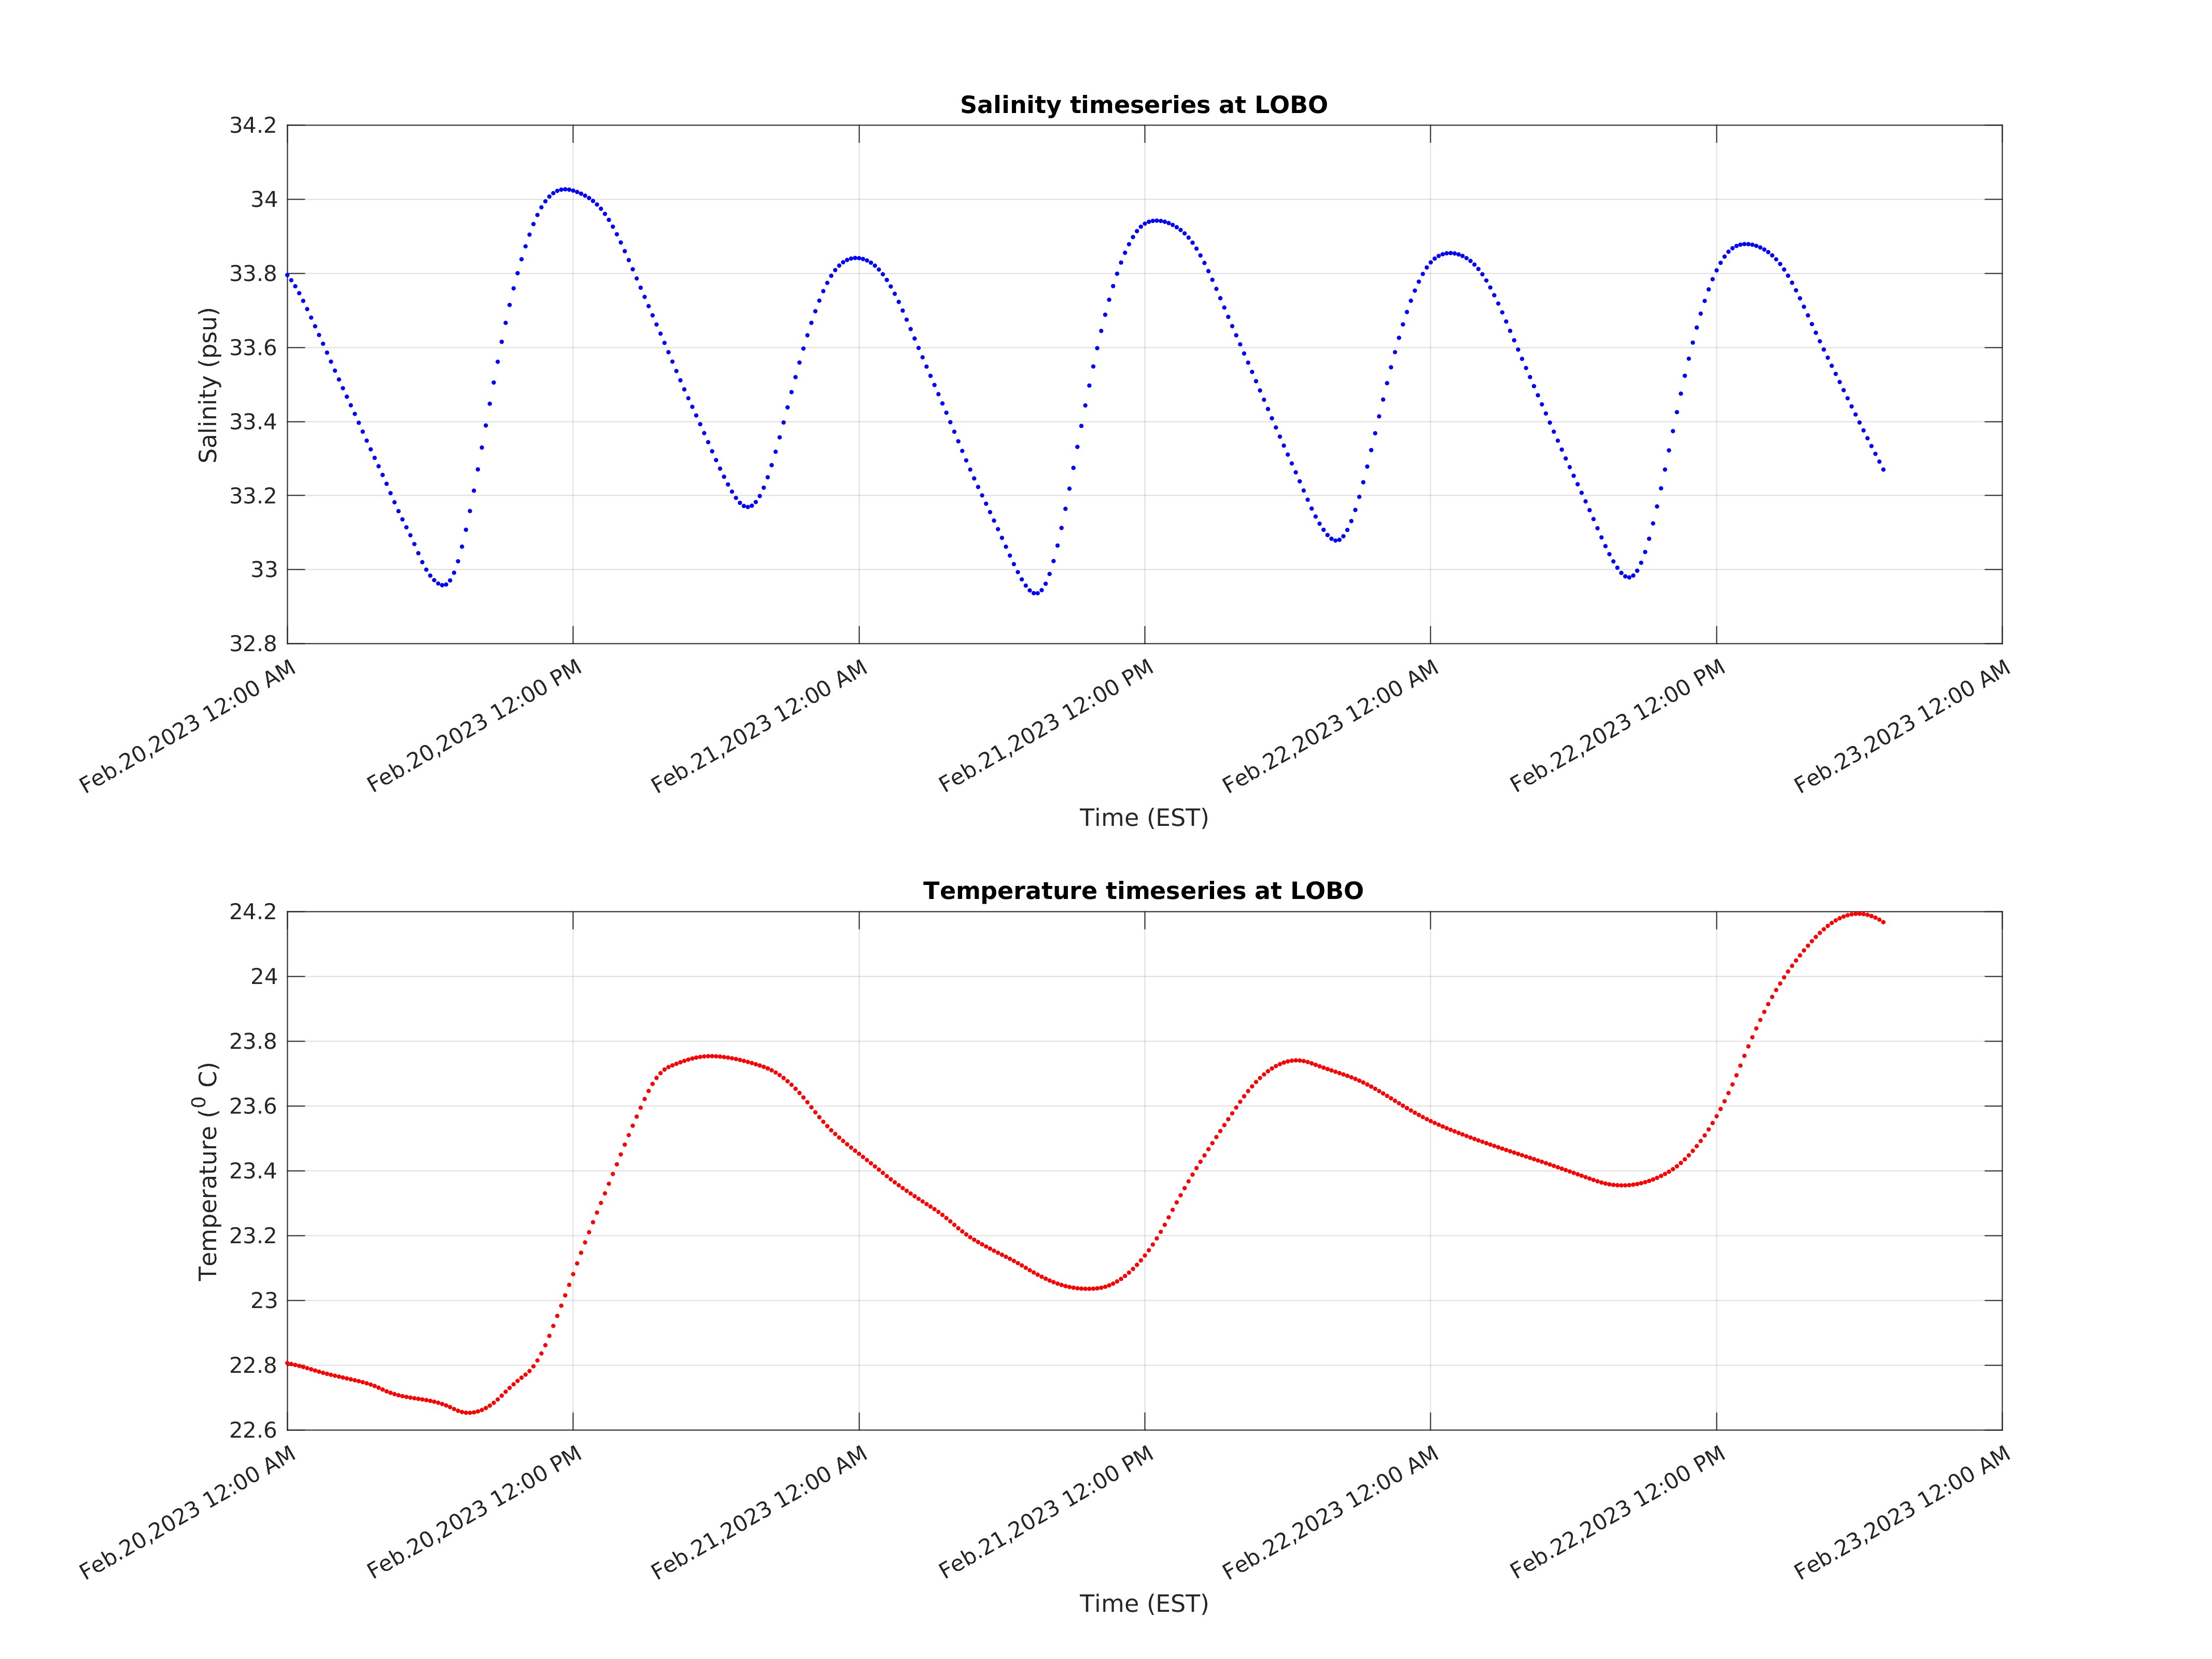 Salinity timeseries at LOBO
34.2
34
33.8
33.6
33.4
33.2
33
32.8
Salinity (psu)
Feb.20,2023 12:00 AM
Feb.20,2023 12:00 PM
Feb.21,2023 12:00 AM
Feb.21,2023 12:00 PM
Feb.22,2023 12:00 AM
Feb.22,2023 12:00 PM
Feb.23,2023 12:00 AM
Time (EST)
Temperature timeseries at LOBO
24.2
24
23.8
23.6
23.4
23.2
23
22.8
22.6
Temperature (⁰ C)
Feb.20,2023 12:00 AM
Feb.20,2023 12:00 PM
Feb.21,2023 12:00 AM
Feb.21,2023 12:00 PM
Feb.22,2023 12:00 AM
Feb.22,2023 12:00 PM
Feb.23,2023 12:00 AM
Time (EST)